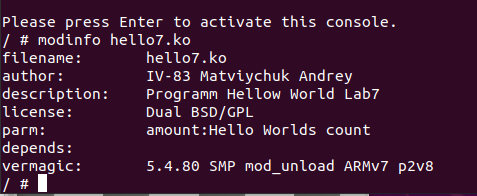 Please press Enter to activate this console.
/ # modinfo hello7.ko
filename:       hello7.ko
author:         IV-83 Matviychuk Andrey
description:    Programm Hellow World Lab7
license:        Dual BSD/GPL
parm:           amount:Hello Worlds count
depends:
vermagic:       5.4.80 SMP mod_unload ARMv7 p2v8
/ #